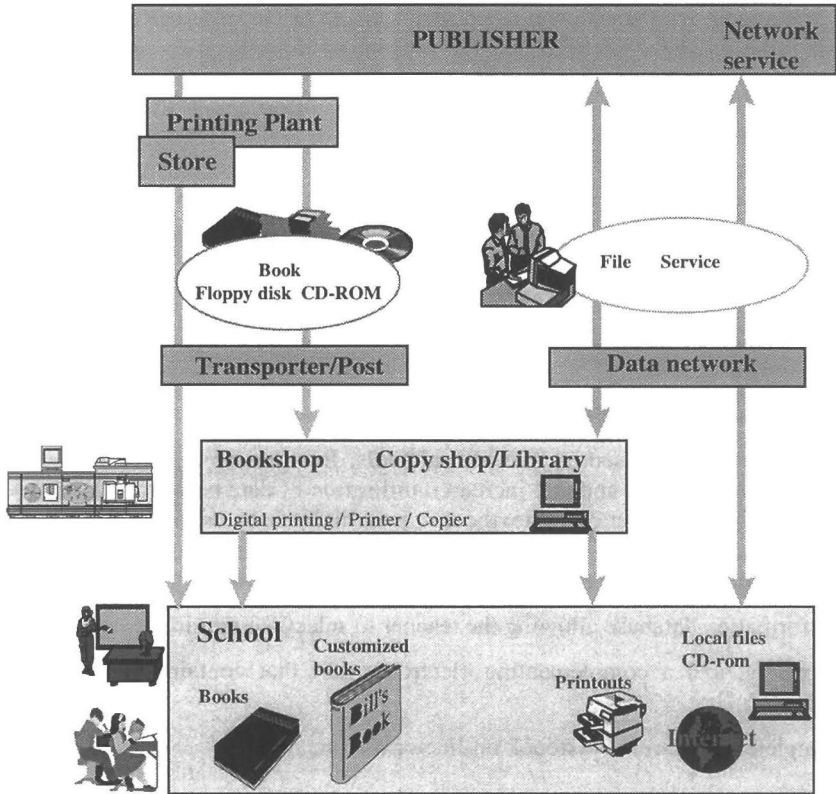 PUBLISHER
Network
service
Printing Plant
Store
Book
Floppy disk CD-ROM
File Service
Transporter/Post
Data network
Bookshop Copy shop/Library
Digital printing / Printer / Copier
School
Customized
books
Books
Bill's
Book
Printouts
Local files
CD-rom
Internet